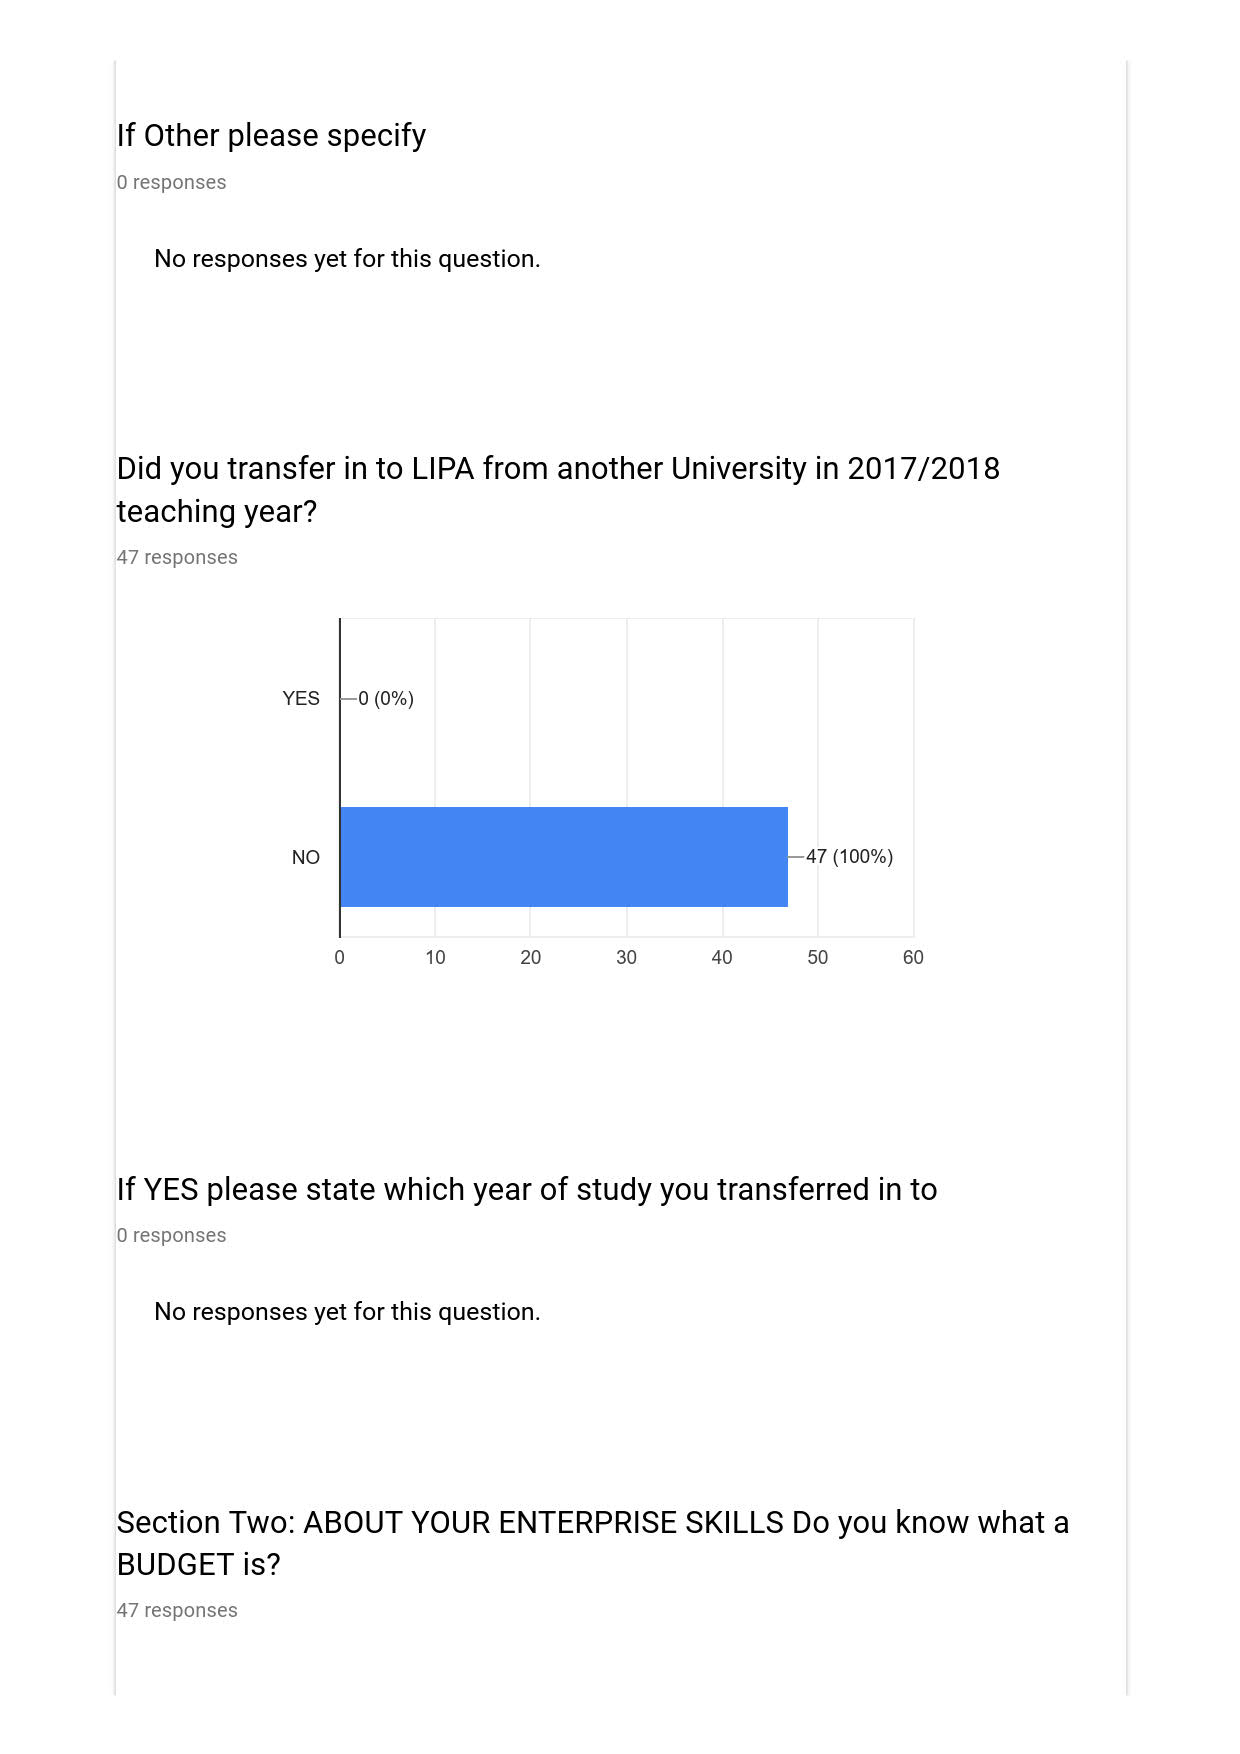 If Other please specify
0 responses
No responses yet for this question.
Did you transfer in to LIPA from another University in 2017/2018
teaching year?
47 responses
YES
0 (0%)
NO
47 (100%)
0 10 20 30 40 50 60
If YES please state which year of study you transferred in to
0 responses
No responses yet for this question.
Section Two: ABOUT YOUR ENTERPRISE SKILLS Do you know what a
BUDGET is?
47 responses